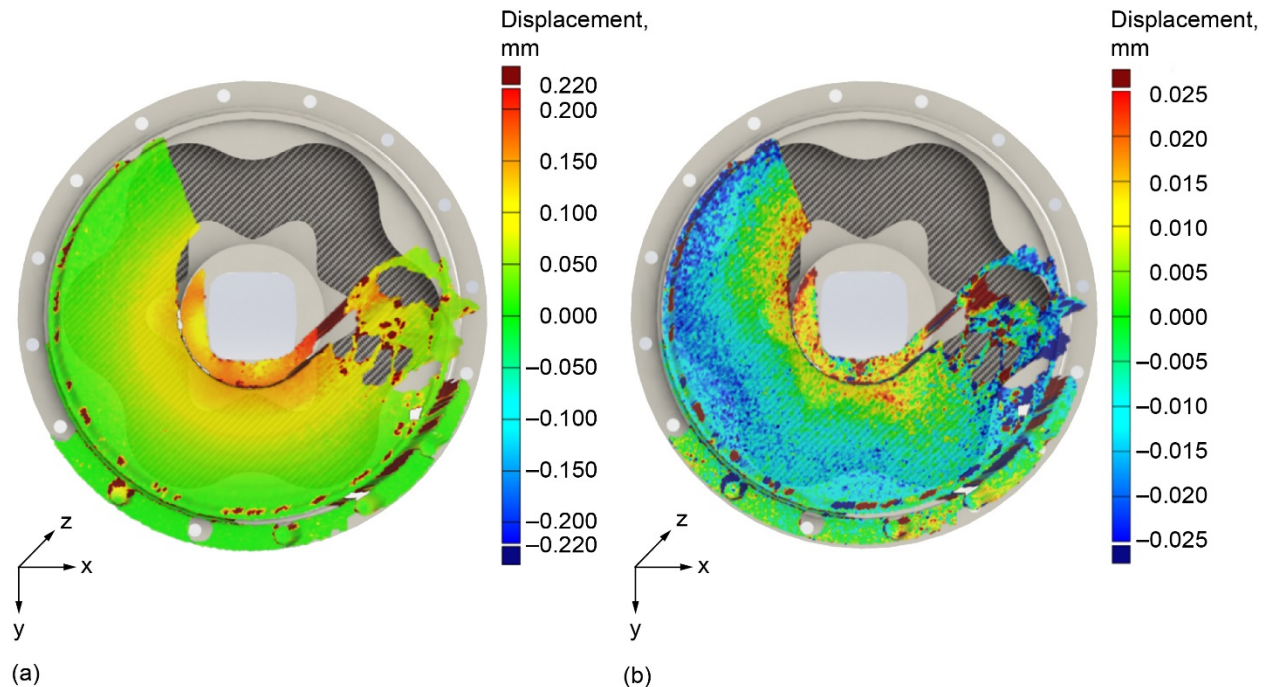 Displacement,
mm
0.220
0.200
0.150
0.100
0.050
0.000
−0.050
−0.100
−0.150
−0.200
−0.220
z
x
y
(a)
Displacement,
mm
0.025
0.020
0.015
0.010
0.005
0.000
−0.005
−0.010
−0.015
−0.020
−0.025
z
x
y
(b)